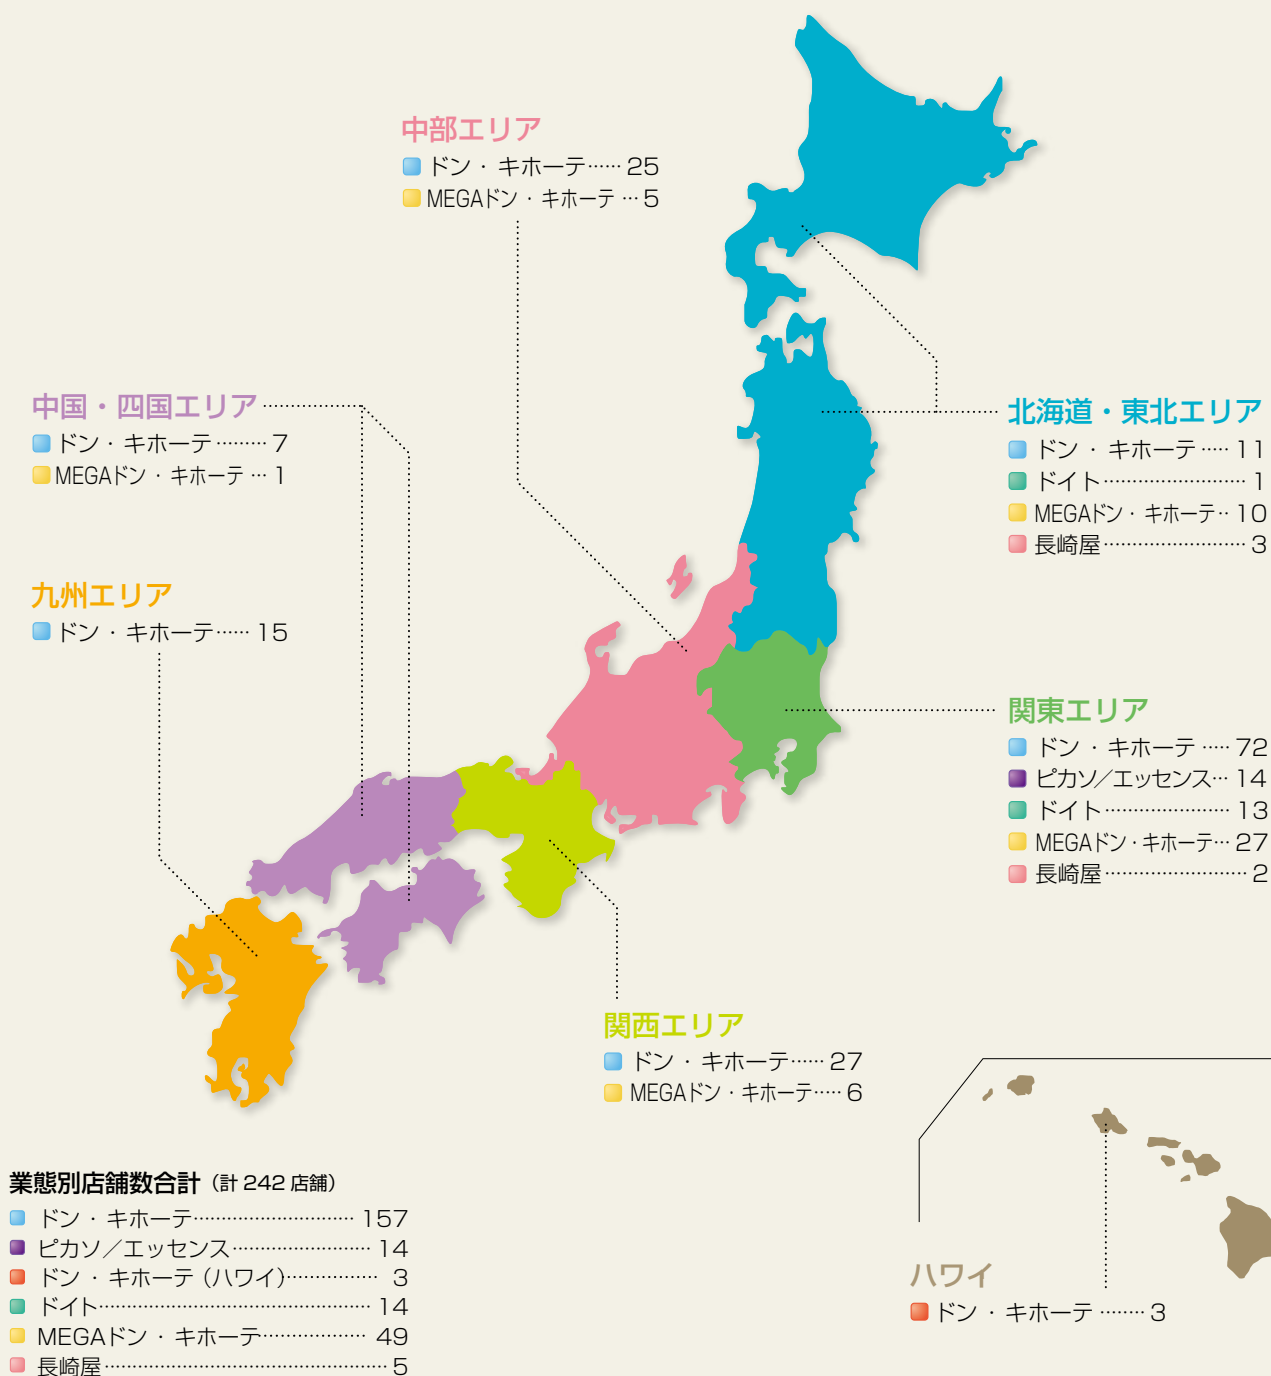 中部エリア
ドン・キホーテ…… 25
MEGAドン・キホーテ … 5
中国・四国エリア
ドン・キホーテ……… 7
MEGAドン・キホーテ … 1
北海道・東北エリア
ドン・キホーテ…… 11
ドイト…………………… 1
MEGAドン・キホーテ‥ 10
長崎屋…………………… 3
九州エリア
ドン・キホーテ…… 15
関東エリア
ドン・キホーテ …… 72
ピカソ／エッセンス… 14
ドイト………………… 13
MEGAドン・キホーテ… 27
長崎屋…………………… 2
関西エリア
ドン・キホーテ…… 27
MEGAドン・キホーテ…… 6
ハワイ
ドン・キホーテ ……… 3
業態別店舗数合計（計 242 店舗）
ドン・キホーテ……………………… 157
ピカソ／エッセンス………………… 14
ドン・キホーテ（ハワイ）…………… 3
ドイト……………………………………… 14
MEGAドン・キホーテ……………… 49
長崎屋……………………………………… 5